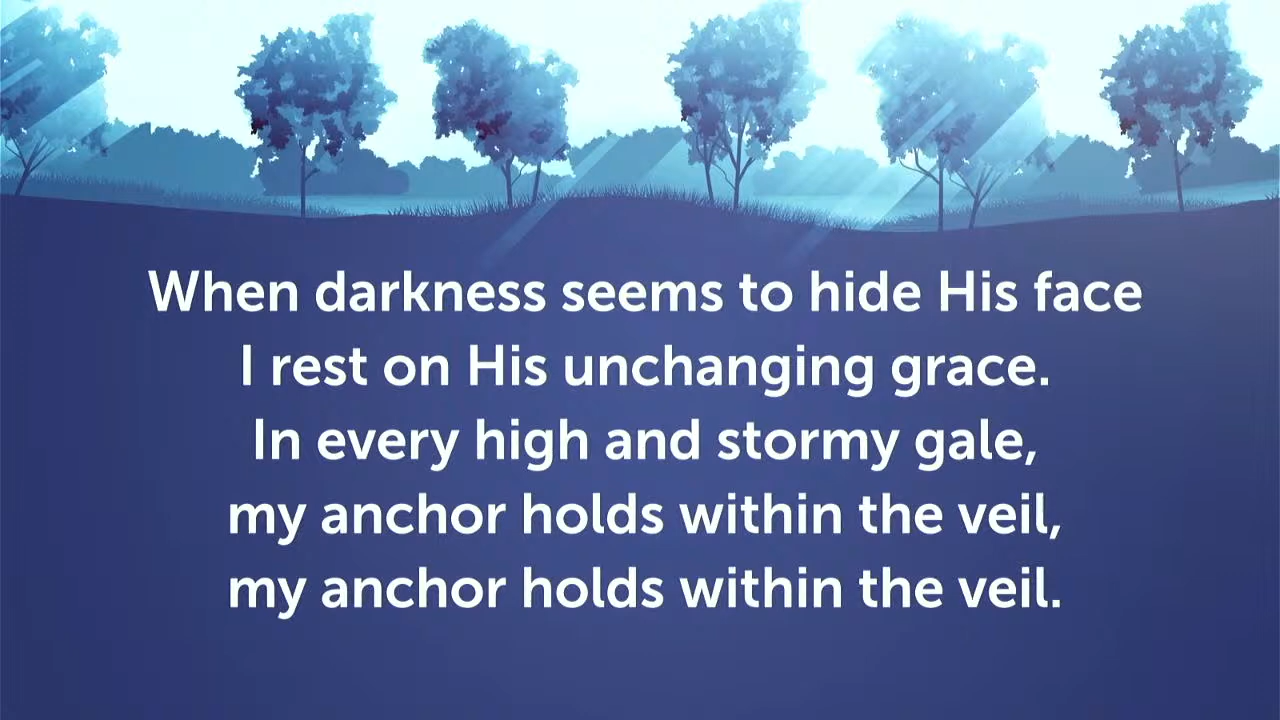 When darkness seems to hide His face
I rest on His unchanging grace.
In every high and stormy gale,
my anchor holds within the veil,
my anchor holds within the veil.